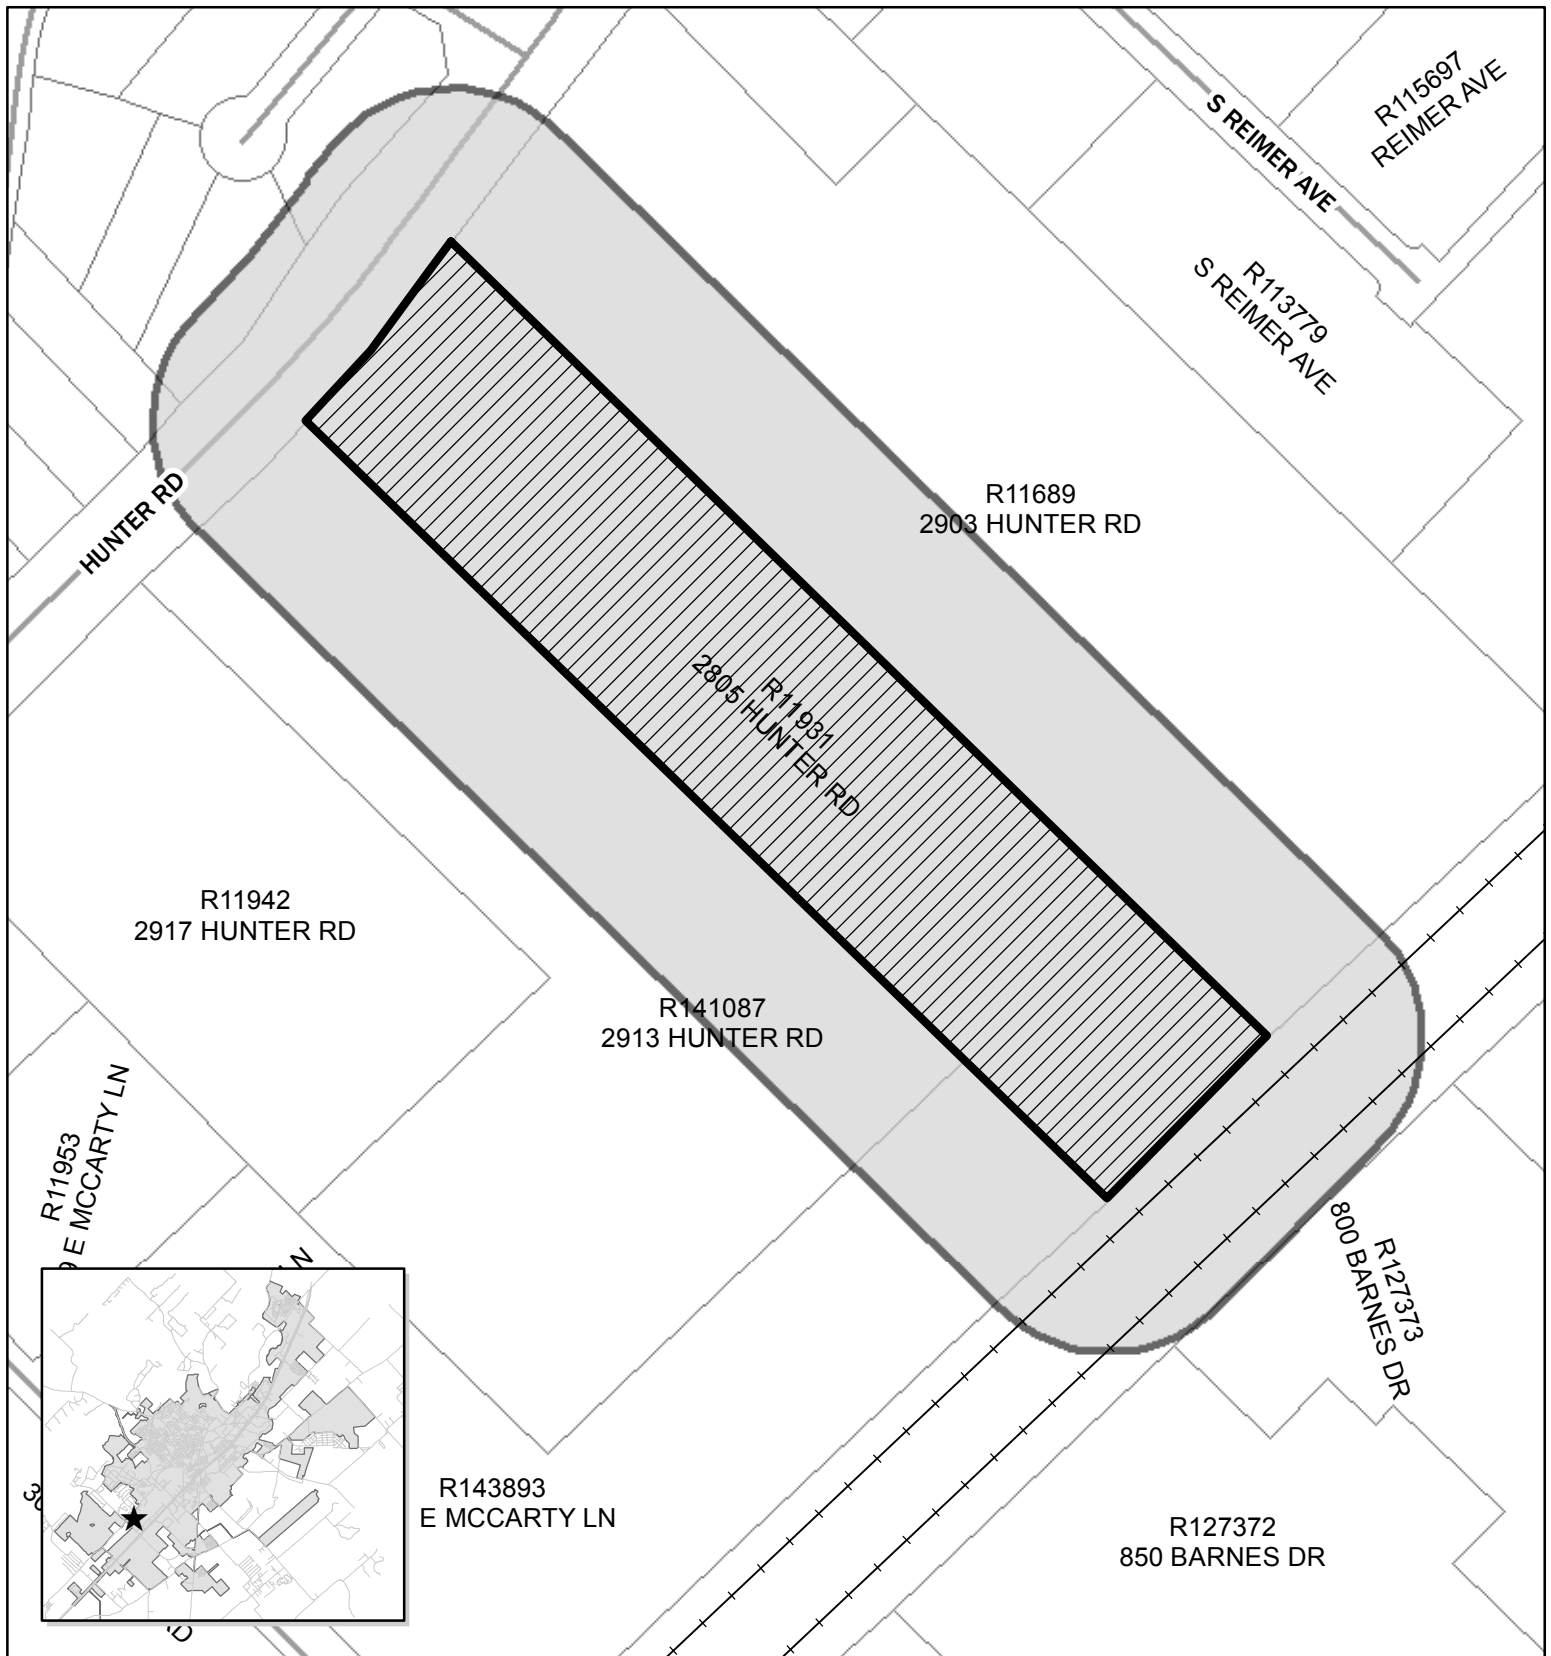 R115697
REIMER AVE
S REIMER AVE
R113779
S REIMER AVE
R11689
2903 HUNTER RD
HUNTER RD
R11931
2805 HUNTER RD
R11942
2917 HUNTER RD
R141087
2913 HUNTER RD
R11953
9 E MCCARTY LN
LN
R127373
800 BARNES DR
R143893
E MCCARTY LN
R127372
850 BARNES DR